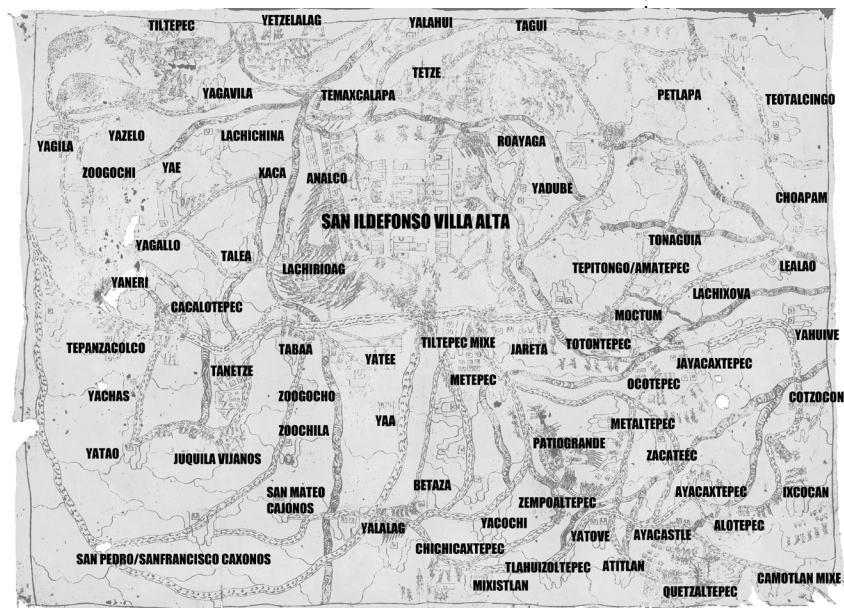 TILTEPEC
YETZELALAG
YALAHUI
TAGUI
TETZE
YAGAVILA
TEMAXCALAPA
PETLAPA
TEOTALCINGO
YAGILA
YAZELO
LACHICHINA
ROAYAGA
ZOOGOCHI
YAE
XACA
ANALCO
YADUBE
CHOAPAM
SAN ILDEFONSO VILLA ALTA
YAGALLO
TALEA
TONAGUIA
LACHIRIOAG
TEPITONGO/AMATEPEC
LEALAO
YANERI
LACHIXOVA
CACALOTEPEC
MOCTUM
YAHUIVE
TEPANZACOLCO
TABAA
YATEE
TILTEPEC MIXE
JARETA
TOTONTEPEC
TANETZE
METEPEC
JAYACAXTEPEC
OCOTEPEC
YACHAS
ZOOGOCHO
COTZOCON
YAA
METALTEPEC
ZOOCHILA
PATIOGRANDE
YATAO
JUQUILA VIJANOS
ZACATEEC
BETAZA
SAN MATEO
CAJONOS
AYACAXTEPEC
IXCOCAN
ZEMPOALTEPEC
YALALAG
YACOCHI
YATOVE
AYACASTLE
ALOTEPEC
CHICHICAXTEPEC
SAN PEDRO/SANFRANCISCO CAXONOS
TLAHUIZOLTEPEC
ATITLAN
MIXISTLAN
CAMOTLAN MIXE
QUETZALTEPEC